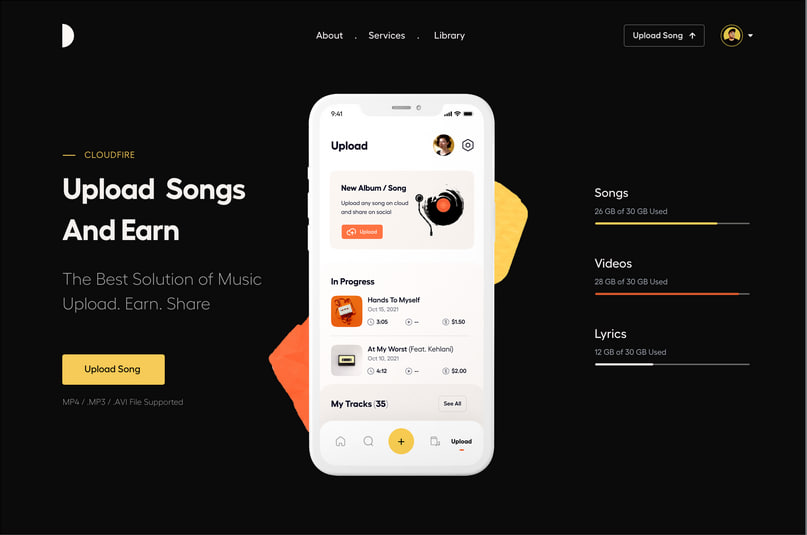 About . Services . Library
Upload Song
CLOUDFIRE
Upload Songs
And Earn
The Best Solution of Music
Upload. Earn. Share
Upload Song
MP4 / .MP3 / .AVI File Supported
9:41
Upload
New Album / Song
Upload any song on cloud
and share on social
Upload
In Progress
Hands To Myself
Oct 15, 2021
3:05 -- $1.50
At My Worst (Feat. Kehlani)
Oct 10, 2021
4:12 -- $2.00
My Tracks (35)
See All
Upload
Songs
26 GB of 30 GB Used
Videos
28 GB of 30 GB Used
Lyrics
12 GB of 30 GB Used